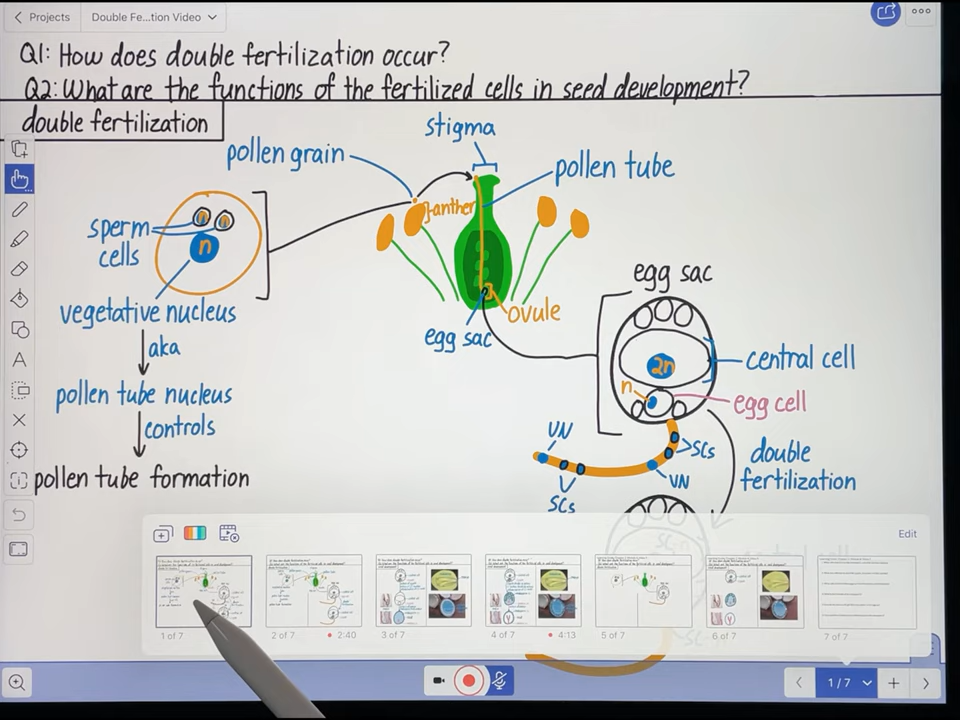 Projects
Double Fe...tion Video
Q1: How does double fertilization occur?
Q2: What are the functions of the fertilized cells in seed development?
double fertilization
stigma
pollen grain
pollen tube
anther
sperm
cells
n
vegetative nucleus
aka
pollen tube nucleus
controls
pollen tube formation
egg sac
ovule
egg sac
2n
central cell
n
egg cell
VN
SCs
SCs
VN
double
fertilization
Edit
1 of 7
2 of 7
2:40
3 of 7
4 of 7
4:13
5 of 7
6 of 7
7 of 7
1/7